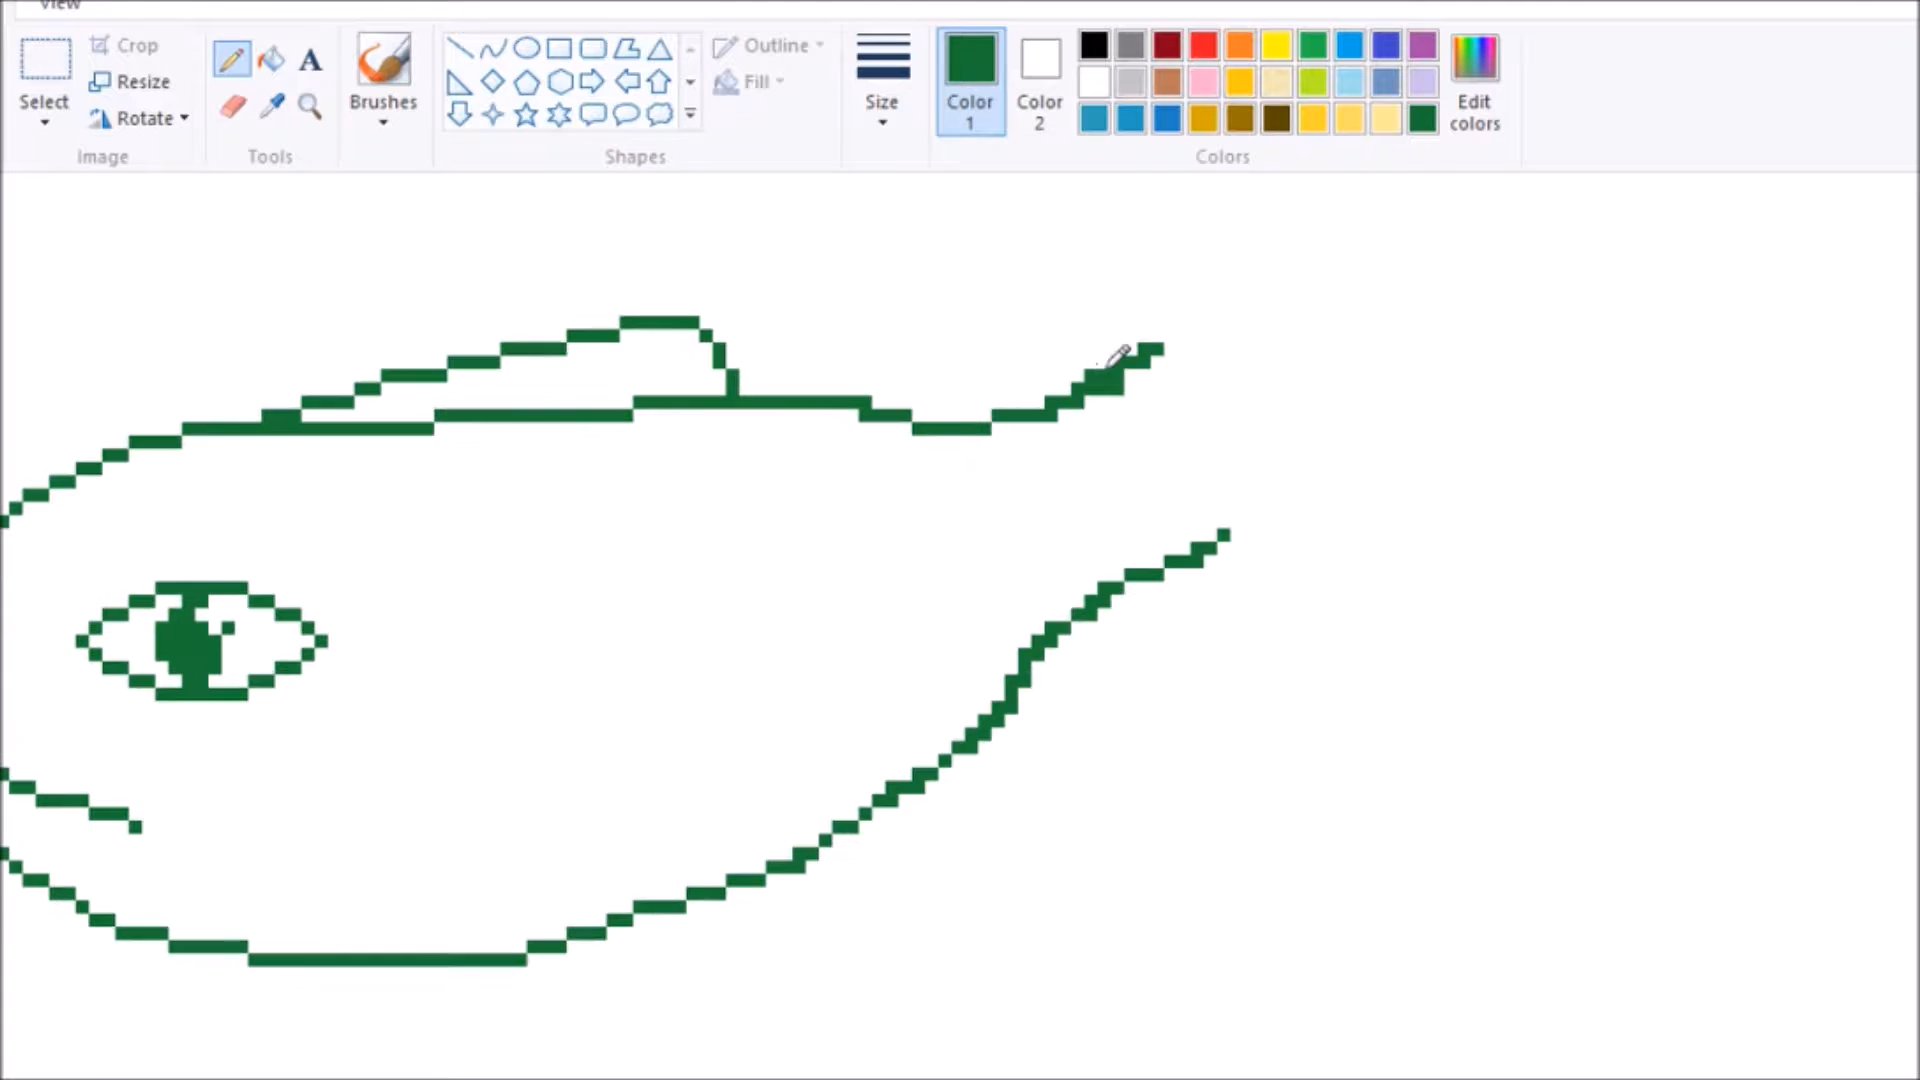 View
Select
Crop
Resize
Rotate
Image
A
Tools
Brushes
Shapes
Outline
Fill
Size
Color
1
Color
2
Edit
colors
Colors